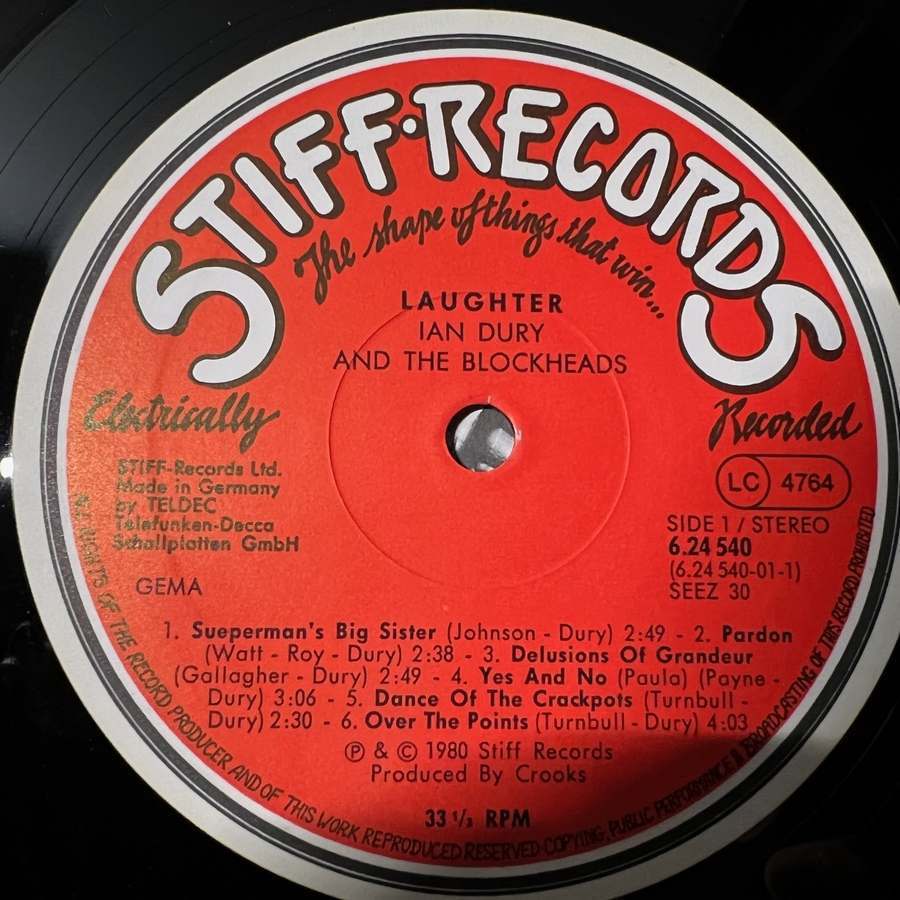 STIFF·RECORDS
The shape of things that win...
LAUGHTER
IAN DURY
AND THE BLOCKHEADS
Electrically
Recorded
STIFF-Records Ltd.
Made in Germany
by TELDEC
Telefunken-Decca
Schallplatten GmbH
GEMA
LC 4764
SIDE 1 / STEREO
6.24 540
(6.24 540-01-1)
SEEZ 30
1. Sueperman's Big Sister (Johnson - Dury) 2:49 - 2. Pardon
(Watt - Roy - Dury) 2:38 - 3. Delusions Of Grandeur
(Gallagher - Dury) 2:49 - 4. Yes And No (Paula) (Payne -
Dury) 3:06 - 5. Dance Of The Crackpots (Turnbull -
Dury) 2:30 - 6. Over The Points (Turnbull - Dury) 4:03
℗ & © 1980 Stiff Records
Produced By Crooks
33 1/3 RPM
ALL RIGHTS OF THE RECORD PRODUCER AND OF THIS WORK REPRODUCED RESERVED-COPYING, PUBLIC PERFORMANCE & BROADCASTING OF THIS RECORD PROHIBITED